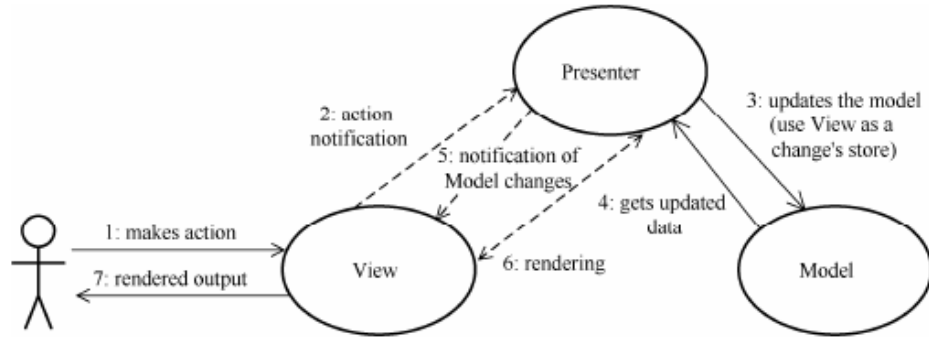 Presenter
2: action
notification
3: updates the model
(use View as a
change's store)
5: notification of
Model changes
4: gets updated
data
1: makes action
View
6: rendering
Model
7: rendered output